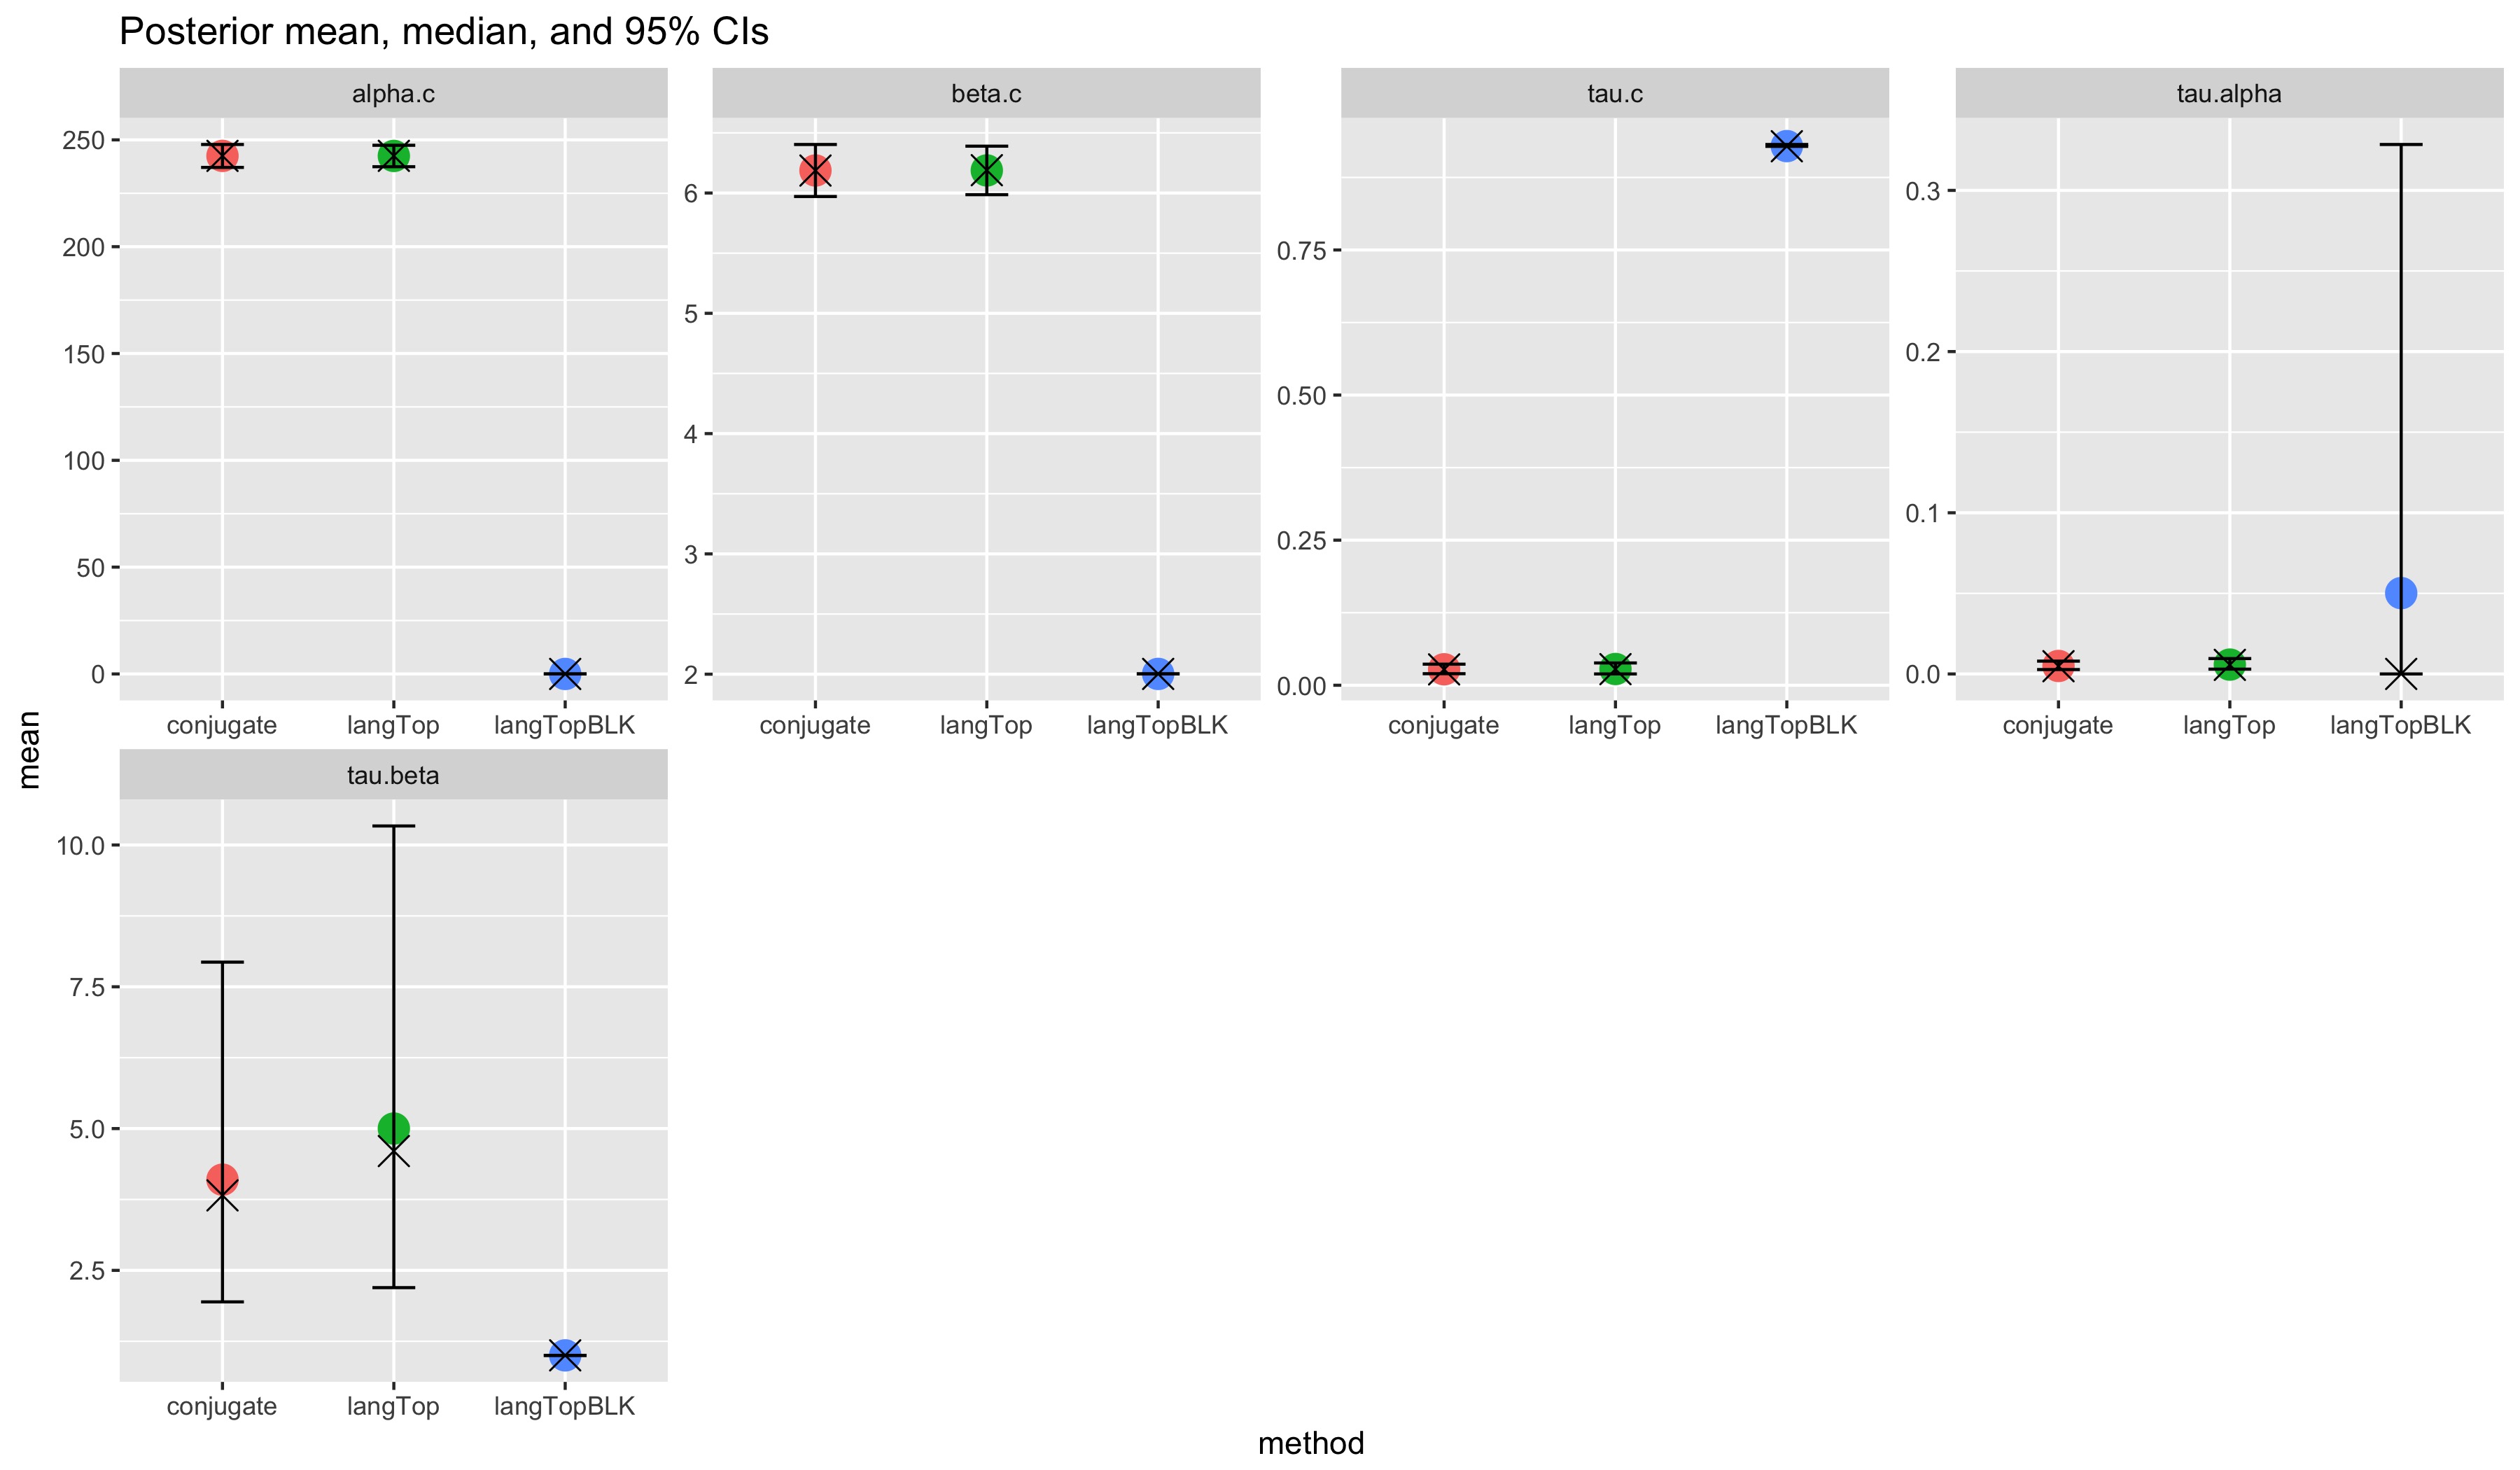 Posterior mean, median, and 95% CIs
alpha.c
beta.c
tau.c
tau.alpha
250
200
150
100
50
0
6
5
4
3
2
0.75
0.50
0.25
0.00
0.3
0.2
0.1
0.0
conjugate langTop langTopBLK
conjugate langTop langTopBLK
conjugate langTop langTopBLK
conjugate langTop langTopBLK
mean
tau.beta
10.0
7.5
5.0
2.5
conjugate langTop langTopBLK
method